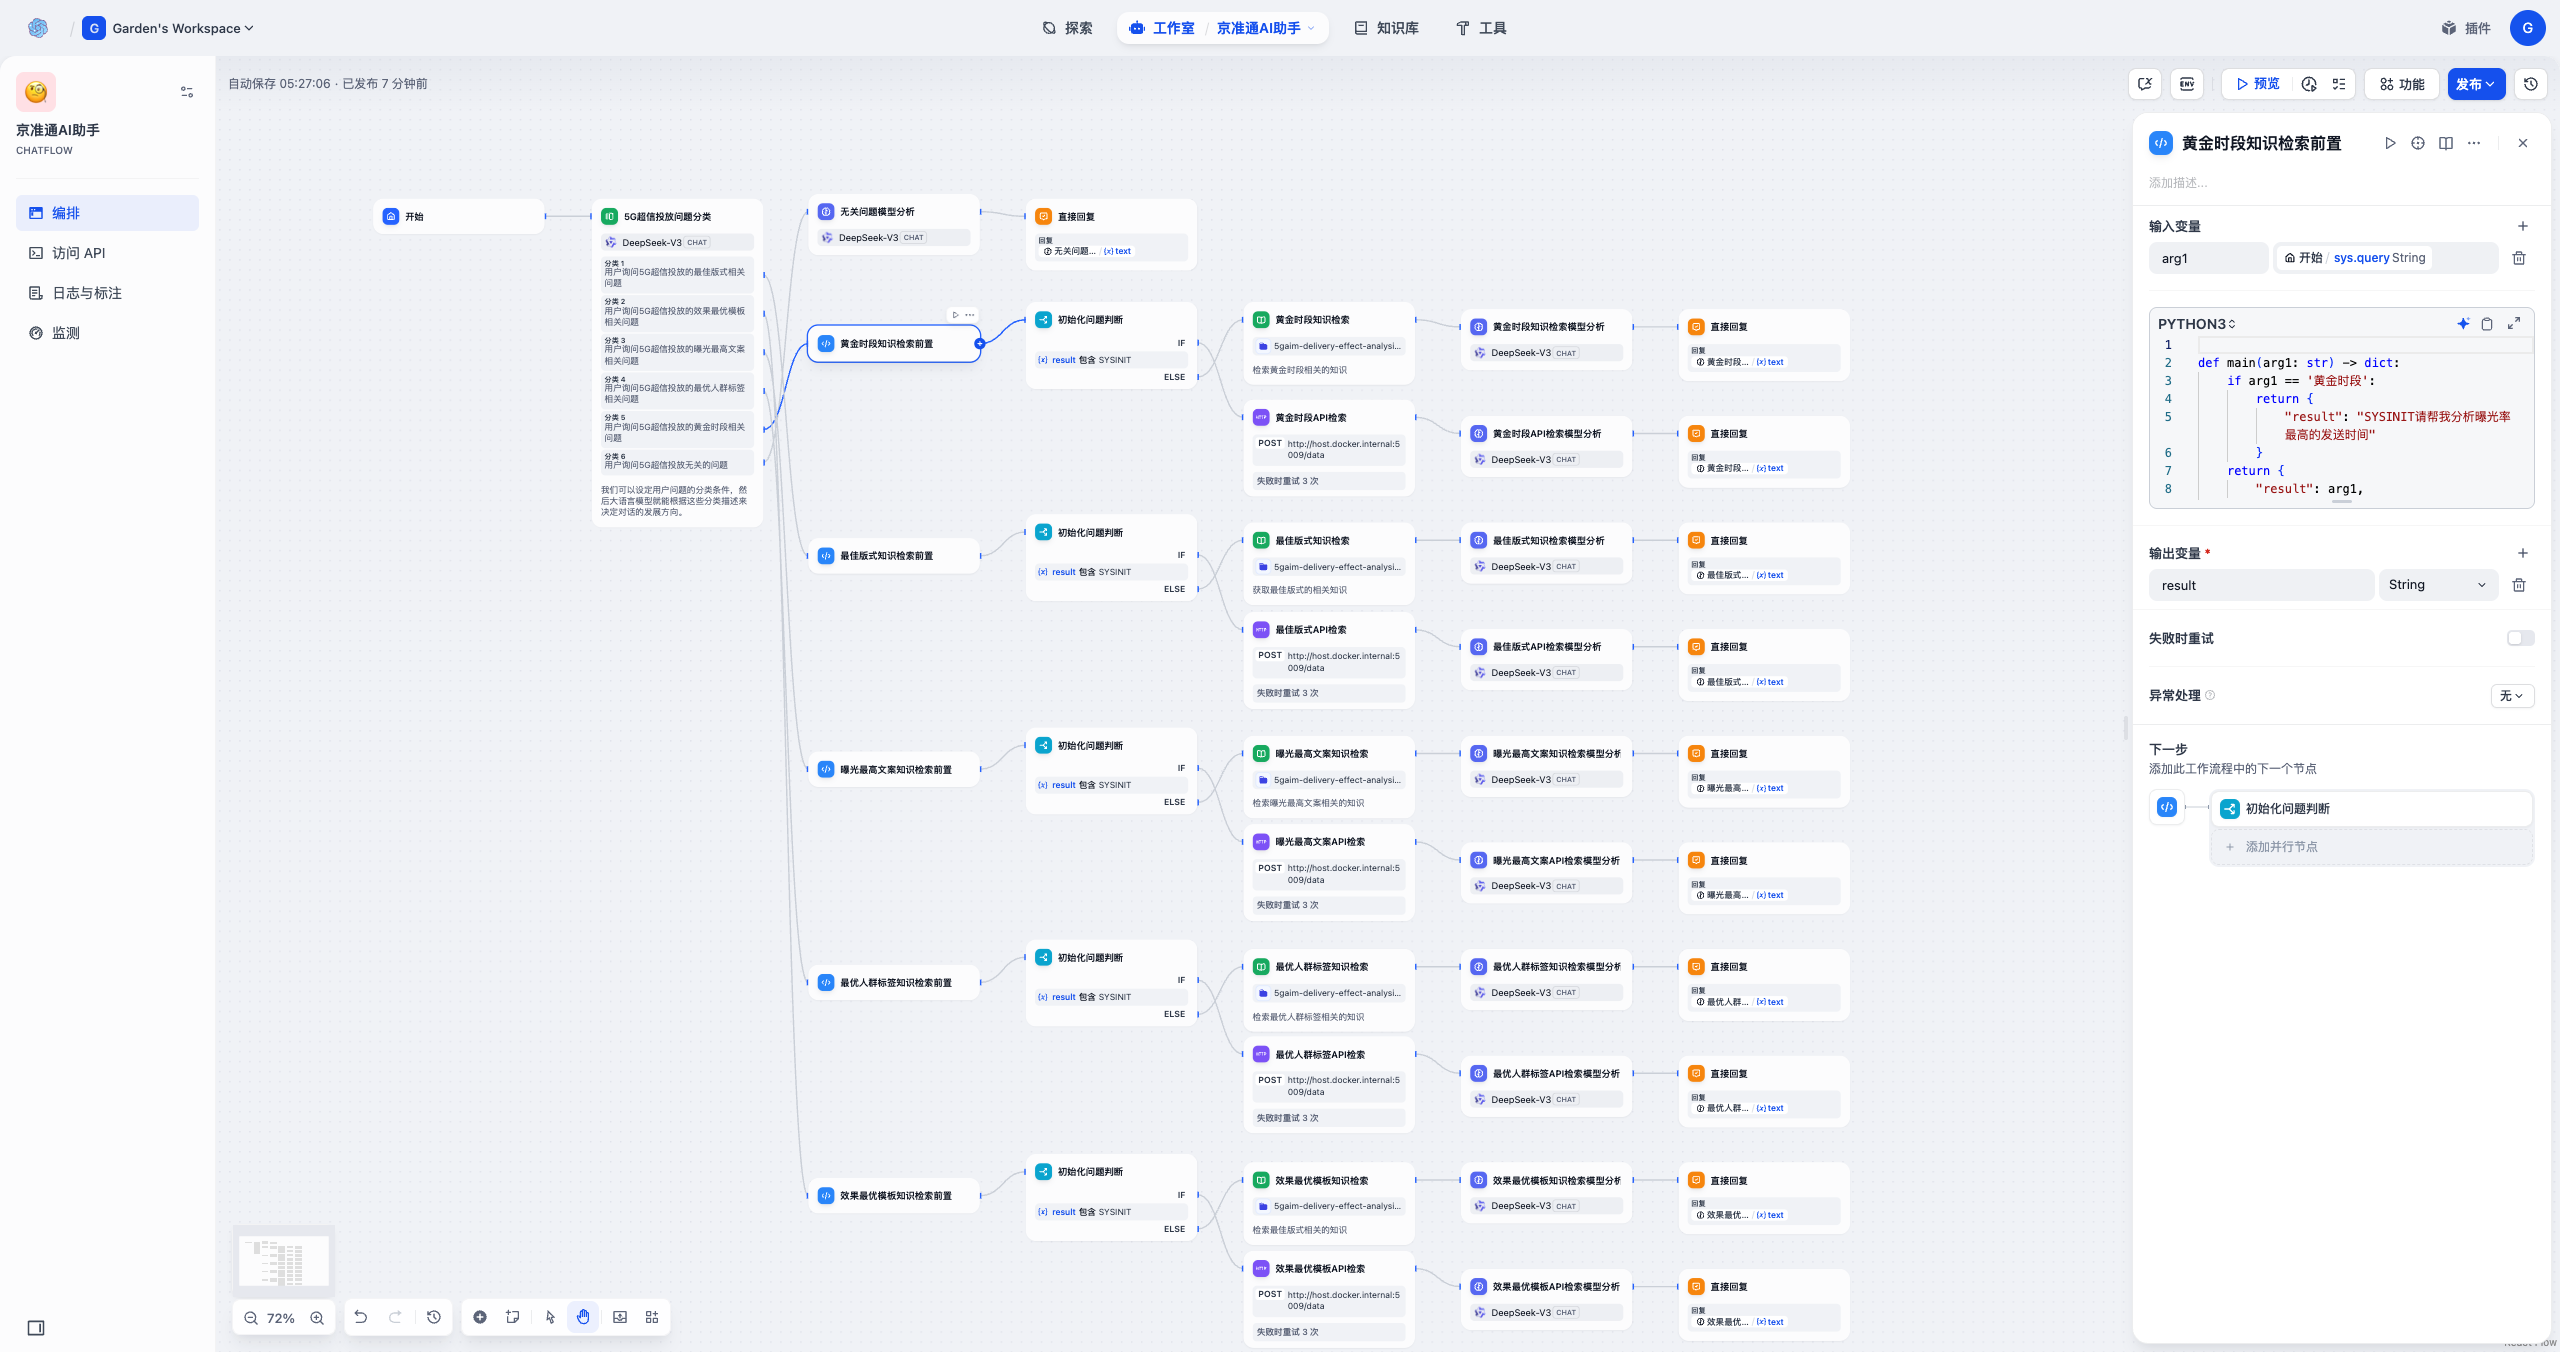 G Garden's Workspace
探索
工作室 / 京准通AI助手
知识库
工具
插件
G
京准通AI助手
CHATFLOW
编排
访问 API
日志与标注
监测
自动保存 05:27:06 · 已发布 7 分钟前
ENV
预览
功能
发布
开始
5G超信投放问题分类
DeepSeek-V3 CHAT
分类 1
用户询问5G超信投放的最佳版式相关
问题
分类 2
用户询问5G超信投放的效果最优模板
相关问题
分类 3
用户询问5G超信投放的曝光最高文案
相关问题
分类 4
用户询问5G超信投放的最优人群标签
相关问题
分类 5
用户询问5G超信投放的黄金时段相关
问题
分类 6
用户询问5G超信投放无关的问题
我们可以设定用户问题的分类条件，然
后大语言模型就能根据这些分类描述来
决定对话的发展方向。
无关问题模型分析
DeepSeek-V3 CHAT
直接回复
回复
无关问题... / {x} text
黄金时段知识检索前置
初始化问题判断
IF
{x} result 包含 SYSINIT
ELSE
黄金时段知识检索
5gaim-delivery-effect-analysi...
检索黄金时段相关的知识
黄金时段知识检索模型分析
DeepSeek-V3 CHAT
直接回复
回复
黄金时段... / {x} text
黄金时段API检索
POST http://host.docker.internal:5
009/data
失败时重试 3 次
黄金时段API检索模型分析
DeepSeek-V3 CHAT
直接回复
回复
黄金时段... / {x} text
最佳版式知识检索前置
初始化问题判断
IF
{x} result 包含 SYSINIT
ELSE
最佳版式知识检索
5gaim-delivery-effect-analysi...
获取最佳版式的相关知识
最佳版式知识检索模型分析
DeepSeek-V3 CHAT
直接回复
回复
最佳版式... / {x} text
最佳版式API检索
POST http://host.docker.internal:5
009/data
失败时重试 3 次
最佳版式API检索模型分析
DeepSeek-V3 CHAT
直接回复
回复
最佳版式... / {x} text
曝光最高文案知识检索前置
初始化问题判断
IF
{x} result 包含 SYSINIT
ELSE
曝光最高文案知识检索
5gaim-delivery-effect-analysi...
检索曝光最高文案相关的知识
曝光最高文案知识检索模型分析
DeepSeek-V3 CHAT
直接回复
回复
曝光最高... / {x} text
曝光最高文案API检索
POST http://host.docker.internal:5
009/data
失败时重试 3 次
曝光最高文案API检索模型分析
DeepSeek-V3 CHAT
直接回复
回复
曝光最高... / {x} text
最优人群标签知识检索前置
初始化问题判断
IF
{x} result 包含 SYSINIT
ELSE
最优人群标签知识检索
5gaim-delivery-effect-analysi...
检索最优人群标签相关的知识
最优人群标签知识检索模型分析
DeepSeek-V3 CHAT
直接回复
回复
最优人群... / {x} text
最优人群标签API检索
POST http://host.docker.internal:5
009/data
失败时重试 3 次
最优人群标签API检索模型分析
DeepSeek-V3 CHAT
直接回复
回复
最优人群... / {x} text
效果最优模板知识检索前置
初始化问题判断
IF
{x} result 包含 SYSINIT
ELSE
效果最优模板知识检索
5gaim-delivery-effect-analysi...
检索最佳版式相关的知识
效果最优模板知识检索模型分析
DeepSeek-V3 CHAT
直接回复
回复
效果最优... / {x} text
效果最优模板API检索
POST http://host.docker.internal:5
009/data
失败时重试 3 次
效果最优模板API检索模型分析
DeepSeek-V3 CHAT
直接回复
回复
效果最优... / {x} text
72%
黄金时段知识检索前置
添加描述...
输入变量
arg1 开始 / sys.query String
PYTHON3
1
2 def main(arg1: str) -> dict:
3 if arg1 == '黄金时段':
4 return {
5 "result": "SYSINIT请帮我分析曝光率
最高的发送时间"
6 }
7 return {
8 "result": arg1,
输出变量 *
result String
失败时重试
异常处理
无
下一步
添加此工作流程中的下一个节点
初始化问题判断
+ 添加并行节点